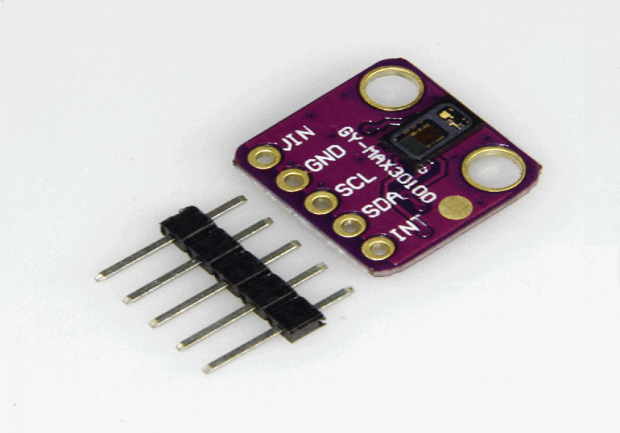 VIN
GND
SCL
SDA
INT
GY-MAX30100